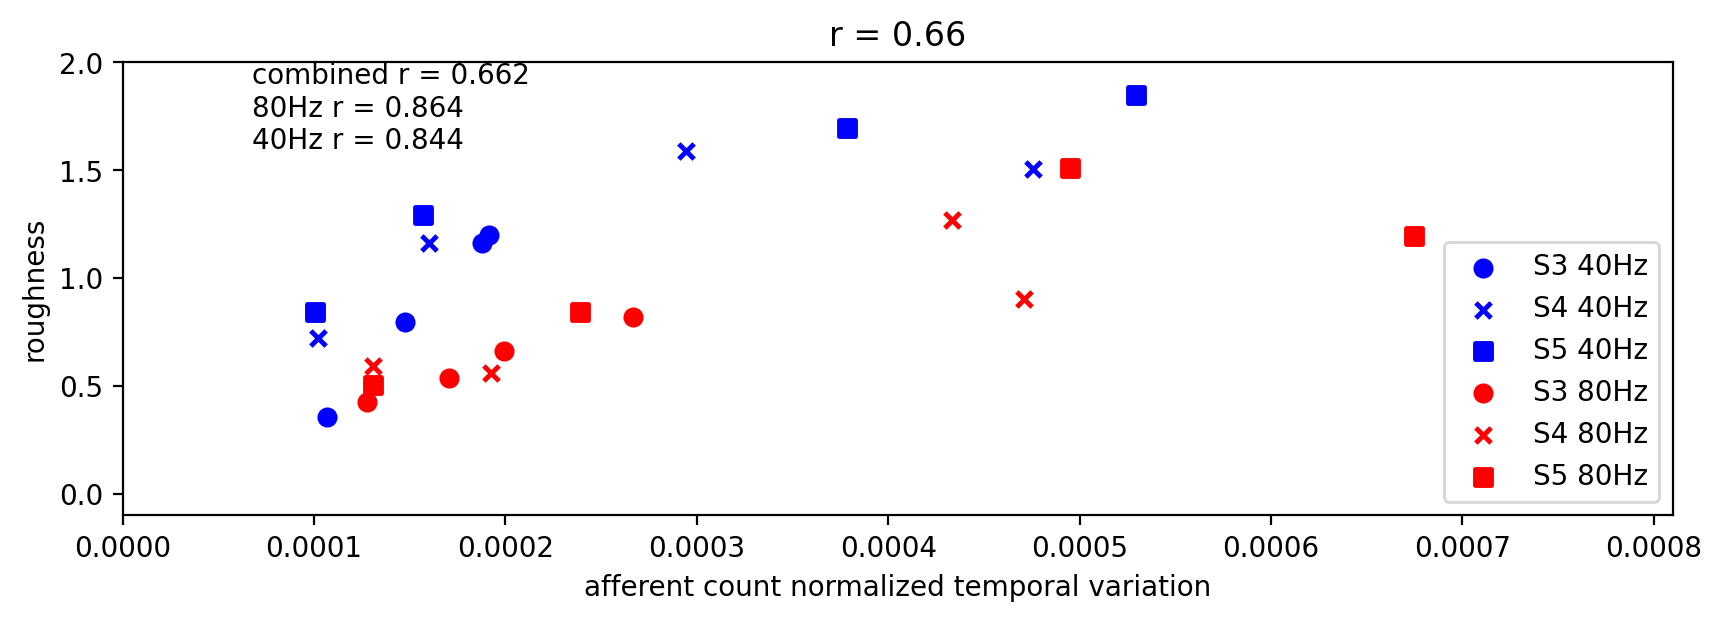 r = 0.66
combined r = 0.662
80Hz r = 0.864
40Hz r = 0.844
2.0
1.5
1.0
0.5
0.0
roughness
S3 40Hz
S4 40Hz
S5 40Hz
S3 80Hz
S4 80Hz
S5 80Hz
0.0000 0.0001 0.0002 0.0003 0.0004 0.0005 0.0006 0.0007 0.0008
afferent count normalized temporal variation